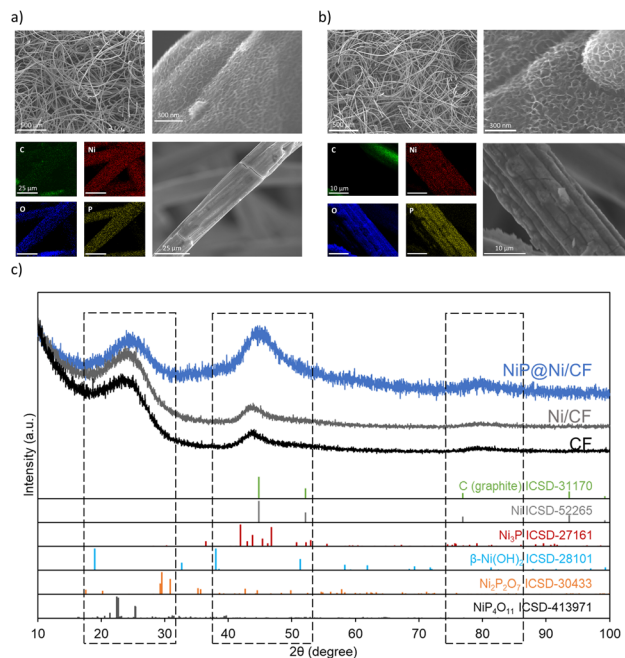 a)
b)
500 µm
300 nm
500 µm
300 nm
C
Ni
25 µm
O
P
25 µm
C
Ni
10 µm
O
P
10 µm
c)
NiP@Ni/CF
Ni/CF
CF
C (graphite) ICSD-31170
Ni ICSD-52265
Ni₃P ICSD-27161
β-Ni(OH)₂ ICSD-28101
Ni₂P₂O₇ ICSD-30433
NiP₄O₁₁ ICSD-413971
Intensity (a.u.)
10 20 30 40 50 60 70 80 90 100
2θ (degree)